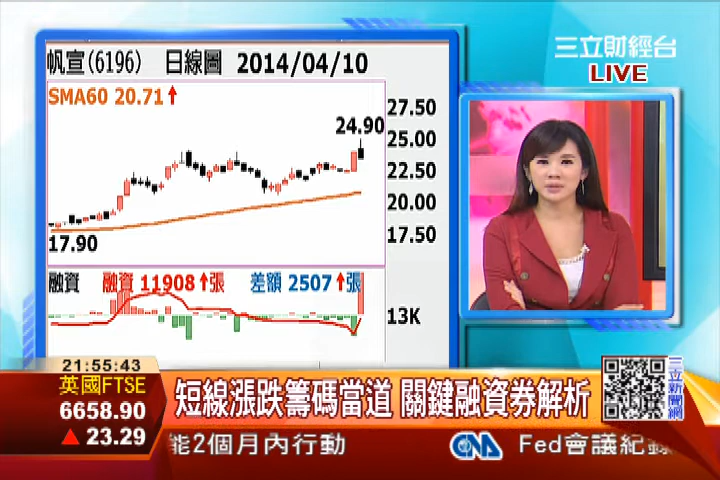 帆宣(6196) 日線圖 2014/04/10
三立財經台
LIVE
SMA60 20.71↑
24.90
17.90
27.50
25.00
22.50
20.00
17.50
融資 融資 11908↑張 差額 2507↑張
13K
21:55:43
英國FTSE
6658.90
▲ 23.29
短線漲跌籌碼當道 關鍵融資券解析
三立新聞網
能2個月內行動 CNA Fed會議紀錄